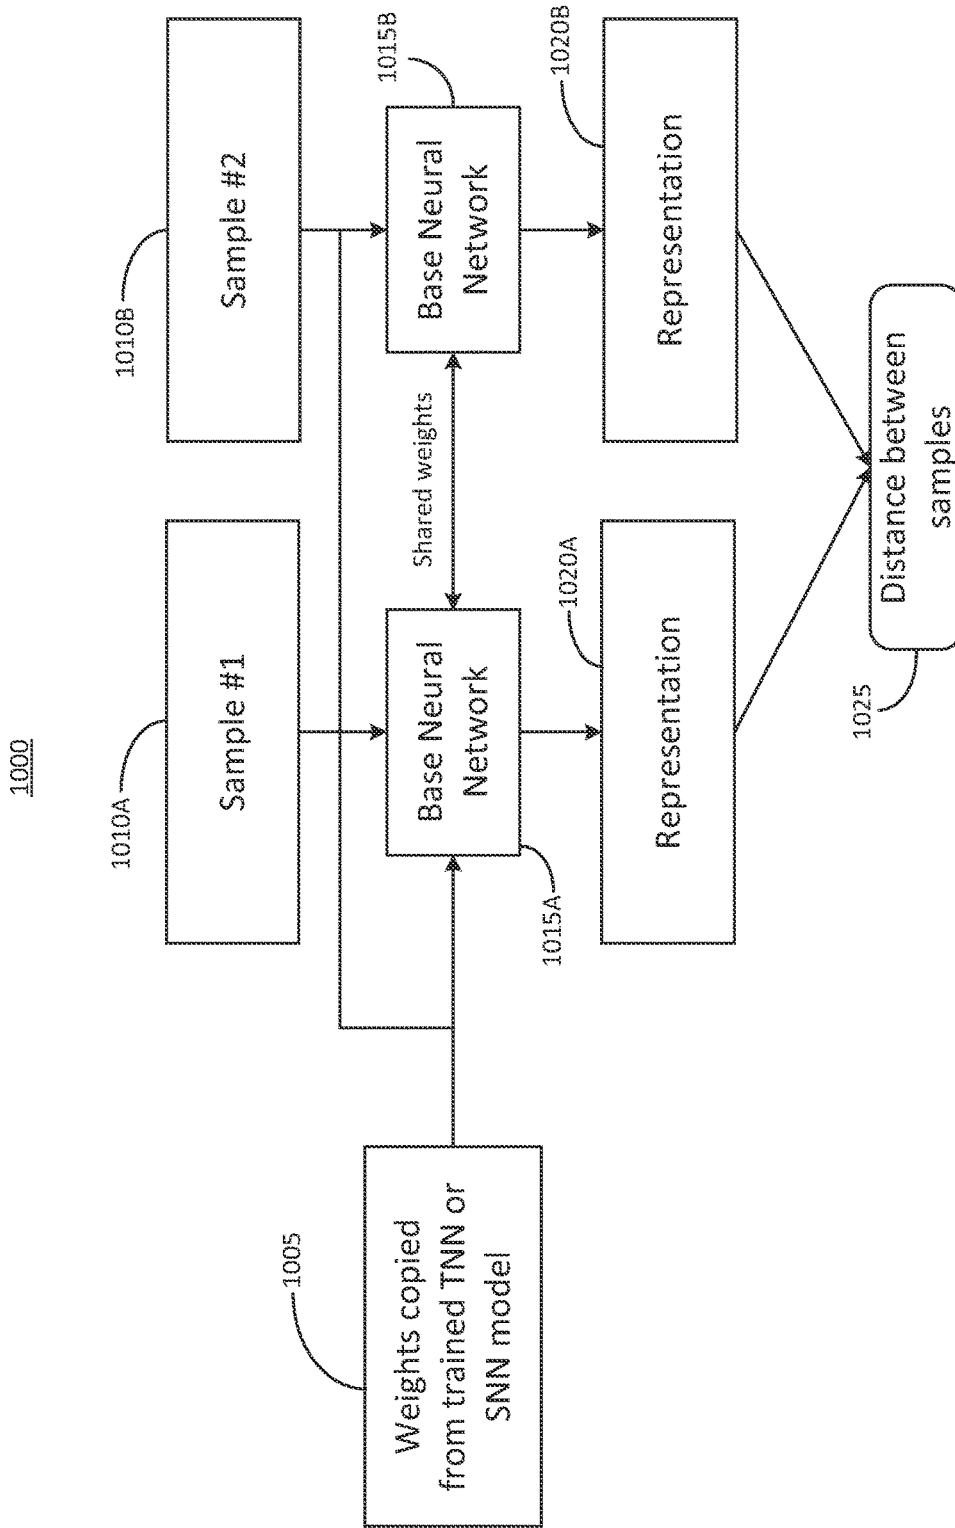 1000
1010A
Sample #1
1010B
Sample #2
1005
Weights copied
from trained TNN or
SNN model
Base Neural
Network
1015A
Shared weights
Base Neural
Network
1015B
1020A
Representation
1020B
Representation
1025
Distance between
samples